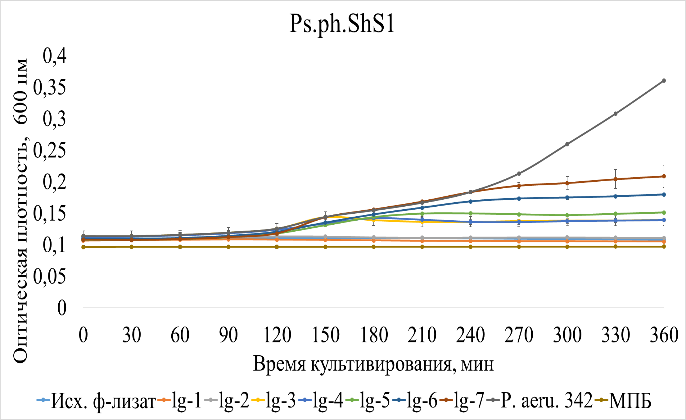 Ps.ph.ShS1
Оптическая плотность, 600 нм
0,4
0,35
0,3
0,25
0,2
0,15
0,1
0,05
0
0 30 60 90 120 150 180 210 240 270 300 330 360
Время культивирования, мин
Исх. ф-лизат lg-1 lg-2 lg-3 lg-4 lg-5 lg-6 lg-7 P. aeru. 342 МПБ